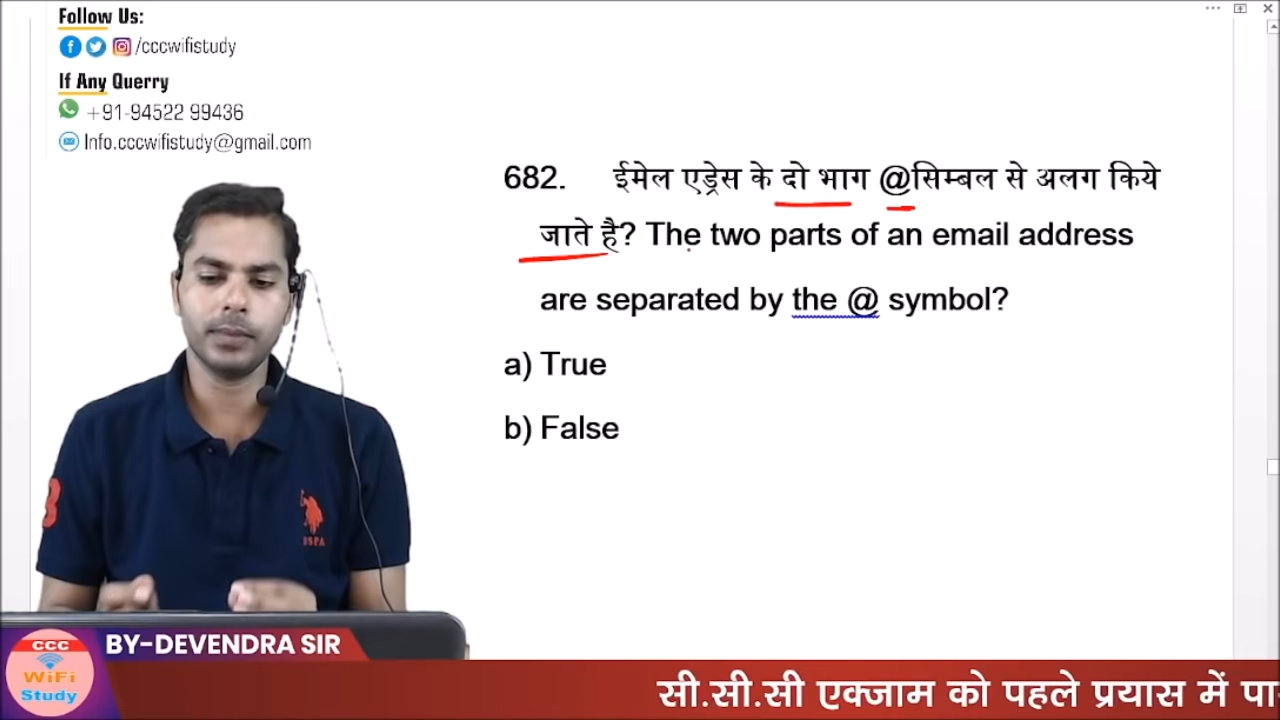 Follow Us:
/cccwifistudy
If Any Querry
+91-94522 99436
Info.cccwifistudy@gmail.com
682. ईमेल एड्रेस के दो भाग @सिम्बल से अलग किये
जाते है? The two parts of an email address
are separated by the @ symbol?
a) True
b) False
USPA
CCC
WiFi
Study
BY-DEVENDRA SIR
सी.सी.सी एक्जाम को पहले प्रयास में